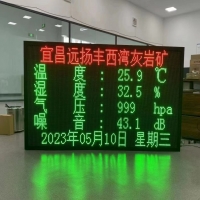 宜昌远扬丰西湾灰岩矿
温 度：25.9 ℃
湿 度：32.5 %
气 压：999 hpa
噪 音：43.1 dB
2023年05月10日 星期三